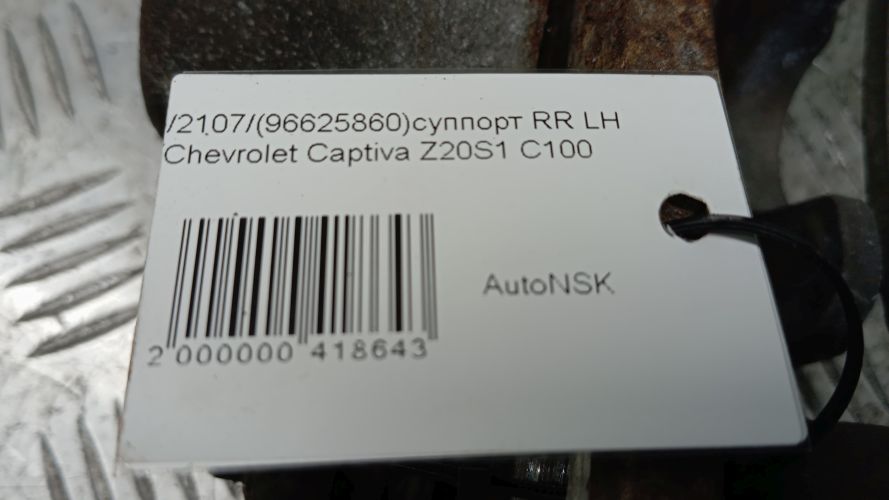 /2107/(96625860)суппорт RR LH
Chevrolet Captiva Z20S1 C100
AutoNSK
2 000000 418643